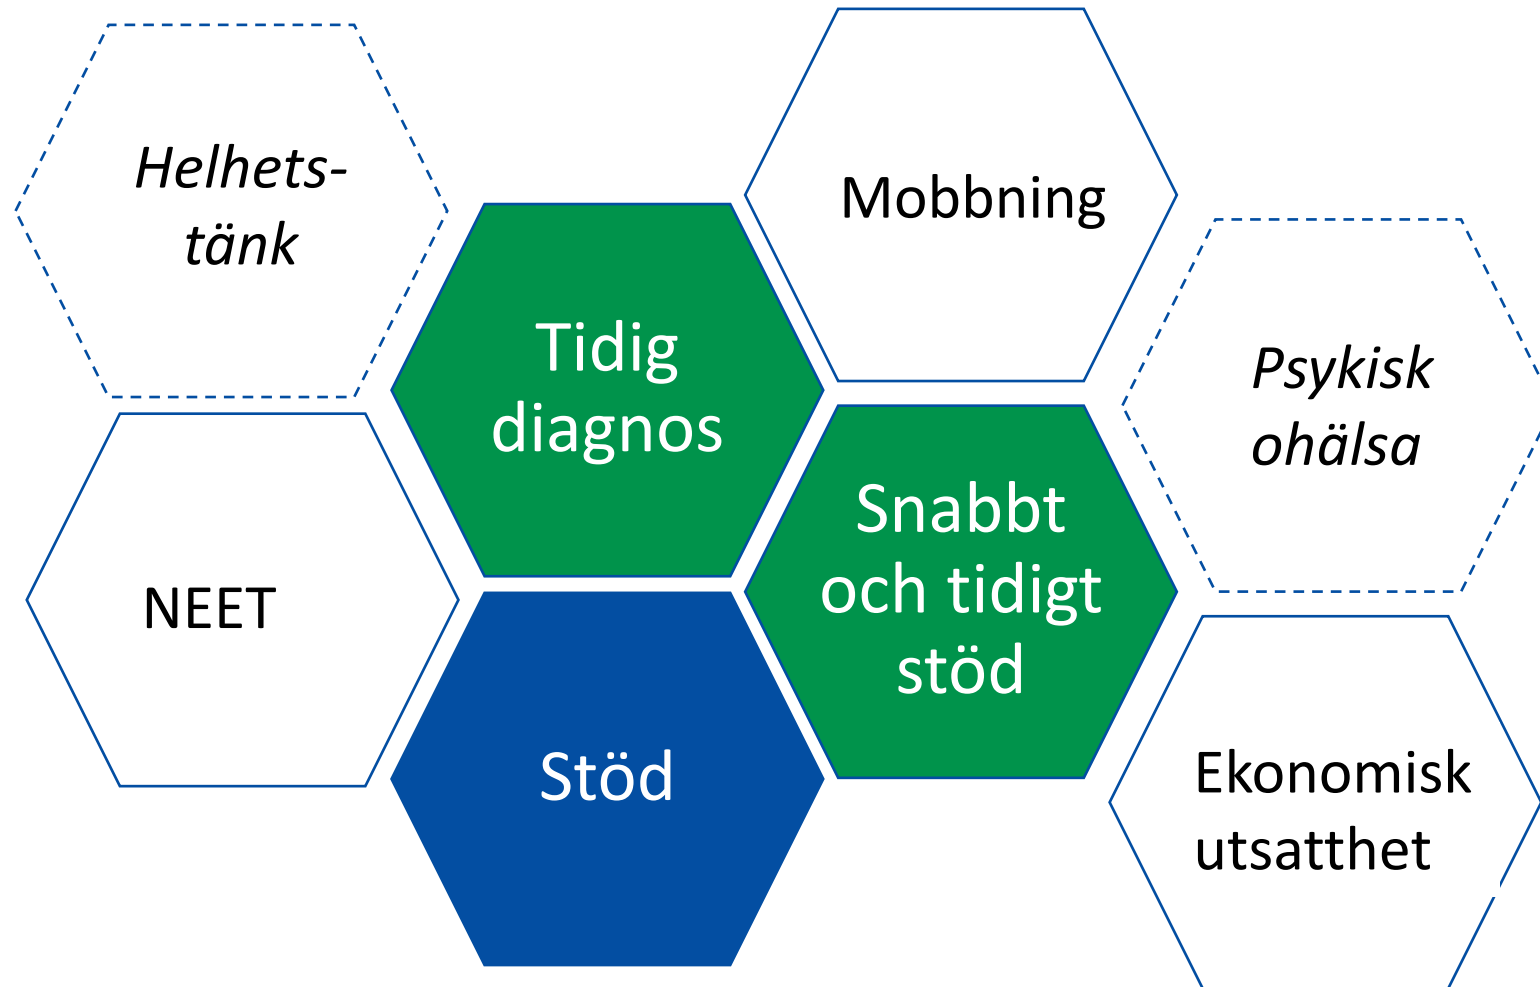 Helhets-
tänk
Mobbning
Tidig
diagnos
Psykisk
ohälsa
Snabbt
och tidigt
stöd
NEET
Stöd
Ekonomisk
utsatthet